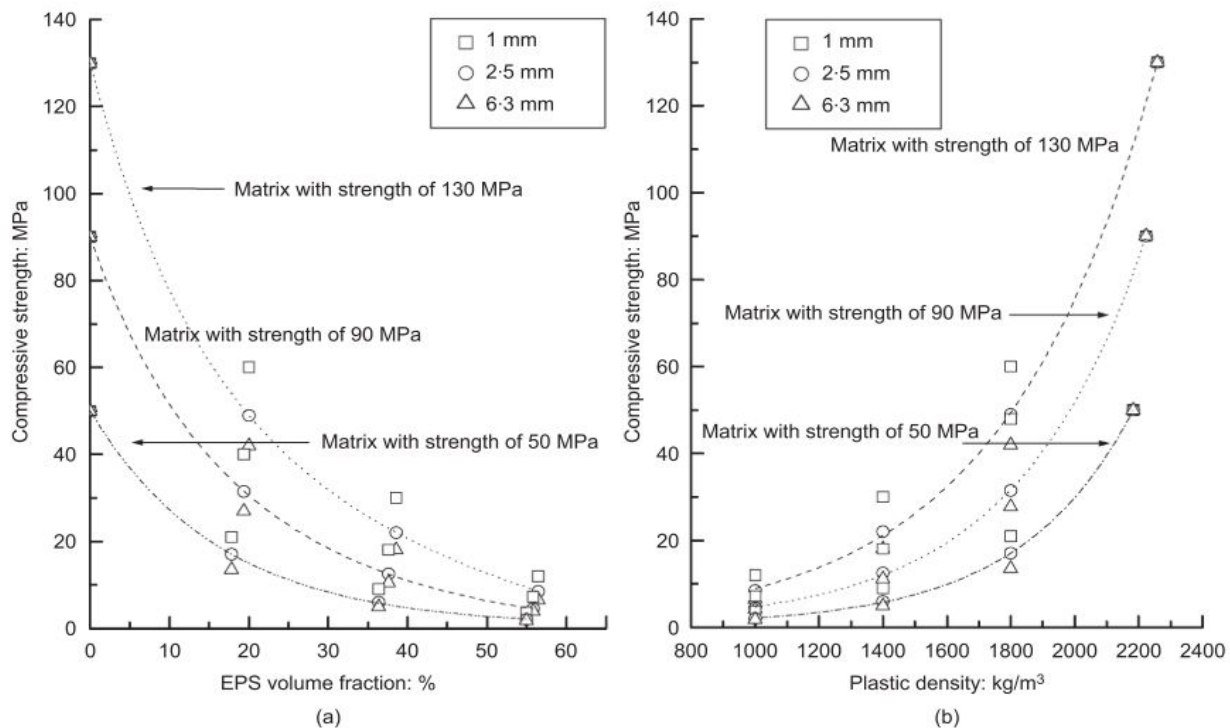 1 mm
2·5 mm
6·3 mm
Matrix with strength of 130 MPa
Matrix with strength of 90 MPa
Matrix with strength of 50 MPa
Compressive strength: MPa
140
120
100
80
60
40
20
0
0
10
20
30
40
50
60
EPS volume fraction: %
(a)
1 mm
2·5 mm
6·3 mm
Matrix with strength of 130 MPa
Matrix with strength of 90 MPa
Matrix with strength of 50 MPa
Compressive strength: MPa
140
120
100
80
60
40
20
0
800
1000
1200
1400
1600
1800
2000
2200
2400
Plastic density: kg/m³
(b)